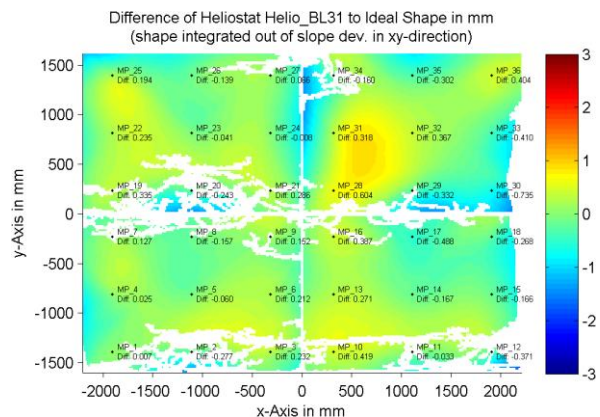 Difference of Heliostat Helio_BL31 to Ideal Shape in mm
(shape integrated out of slope dev. in xy-direction)
y-Axis in mm
1500
1000
500
0
-500
-1000
-1500
MP_25
Diff. 0.194
MP_26
Diff. -0.139
MP_27
Diff. 0.066
MP_34
Diff. -0.160
MP_35
Diff. -0.302
MP_36
Diff. 0.404
MP_22
Diff. 0.235
MP_23
Diff. -0.041
MP_24
Diff. -0.008
MP_31
Diff. 0.318
MP_32
Diff. 0.367
MP_33
Diff. -0.410
MP_19
Diff. 0.335
MP_20
Diff. -0.243
MP_21
Diff. 0.286
MP_28
Diff. 0.604
MP_29
Diff. -0.332
MP_30
Diff. -0.735
MP_7
Diff. 0.127
MP_8
Diff. -0.157
MP_9
Diff. 0.152
MP_16
Diff. 0.387
MP_17
Diff. -0.488
MP_18
Diff. -0.268
MP_4
Diff. 0.025
MP_5
Diff. -0.060
MP_6
Diff. 0.212
MP_13
Diff. 0.271
MP_14
Diff. -0.167
MP_15
Diff. -0.166
MP_1
Diff. 0.007
MP_2
Diff. -0.277
MP_3
Diff. 0.232
MP_10
Diff. 0.419
MP_11
Diff. -0.033
MP_12
Diff. -0.371
-2000 -1500 -1000 -500 0 500 1000 1500 2000
x-Axis in mm
3
2
1
0
-1
-2
-3